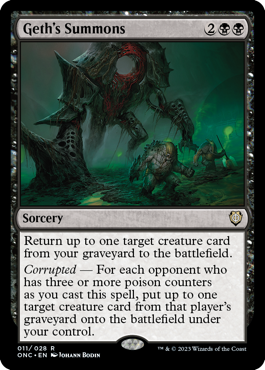 Geth's Summons 2
Sorcery
Return up to one target creature card
from your graveyard to the battlefield.
Corrupted — For each opponent who
has three or more poison counters
as you cast this spell, put up to one
target creature card from that player's
graveyard onto the battlefield under
your control.
011/028 R
ONC • EN Johann Bodin
™ & © 2023 Wizards of the Coast